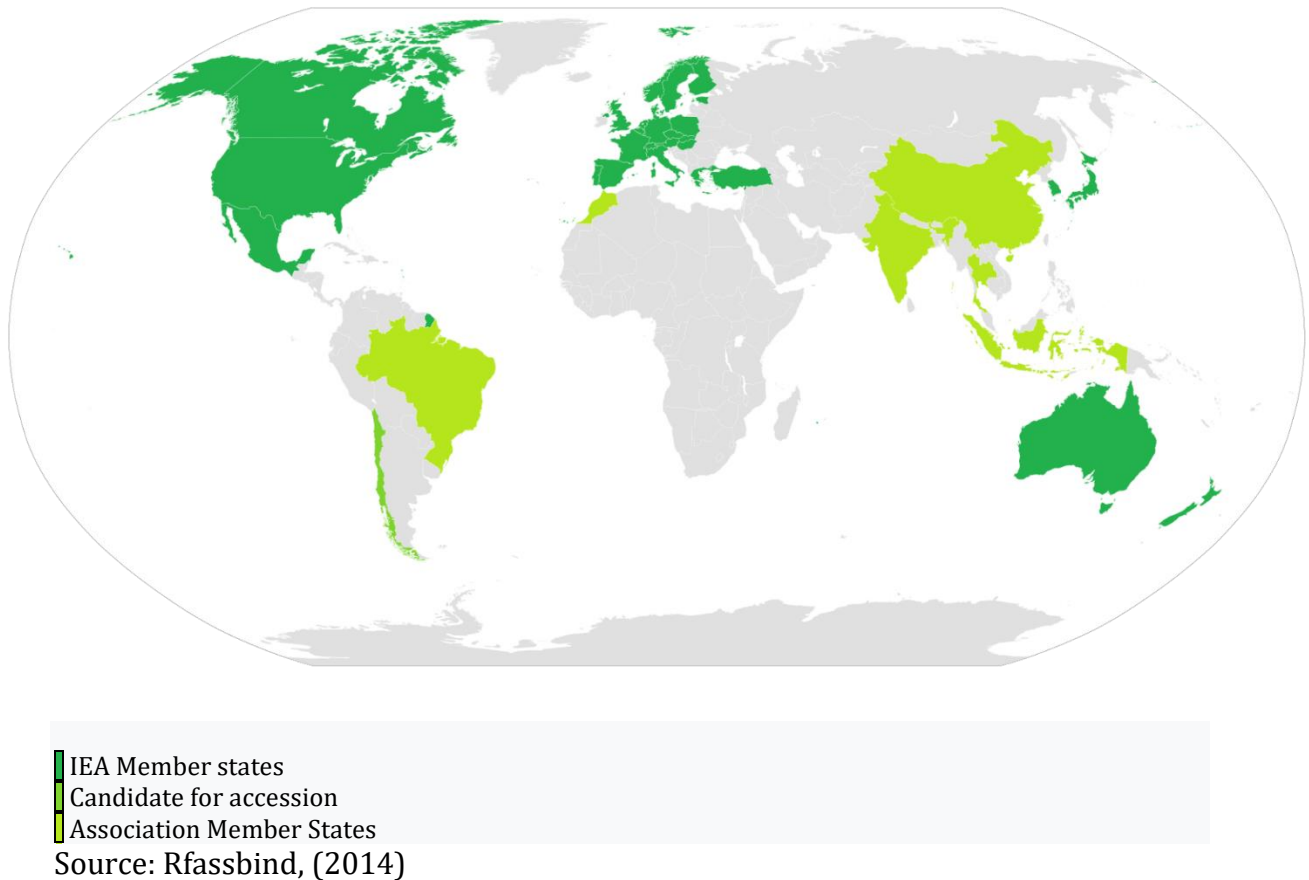 IEA Member states
Candidate for accession
Association Member States
Source: Rfassbind, (2014)